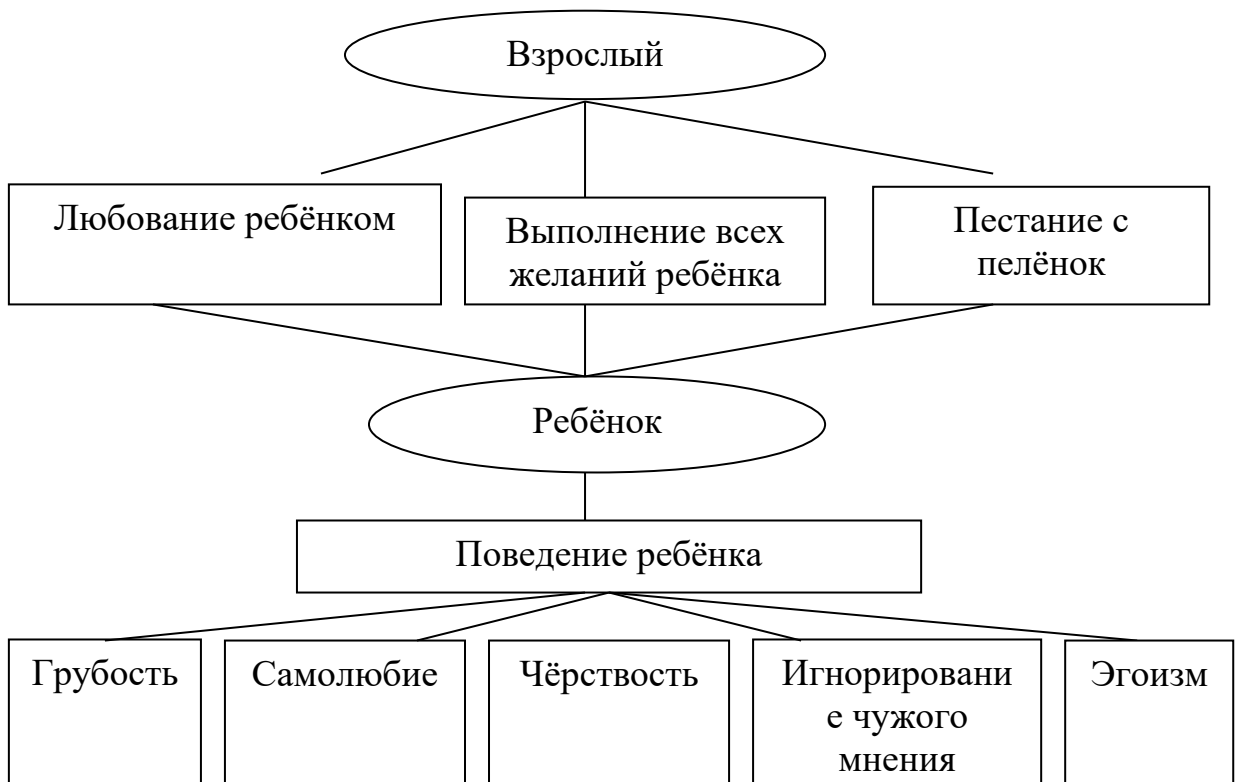 Взрослый
Любование ребёнком
Выполнение всех
желаний ребёнка
Пестание с
пелёнок
Ребёнок
Поведение ребёнка
Грубость
Самолюбие
Чёрствость
Игнорировани
е чужого
мнения
Эгоизм